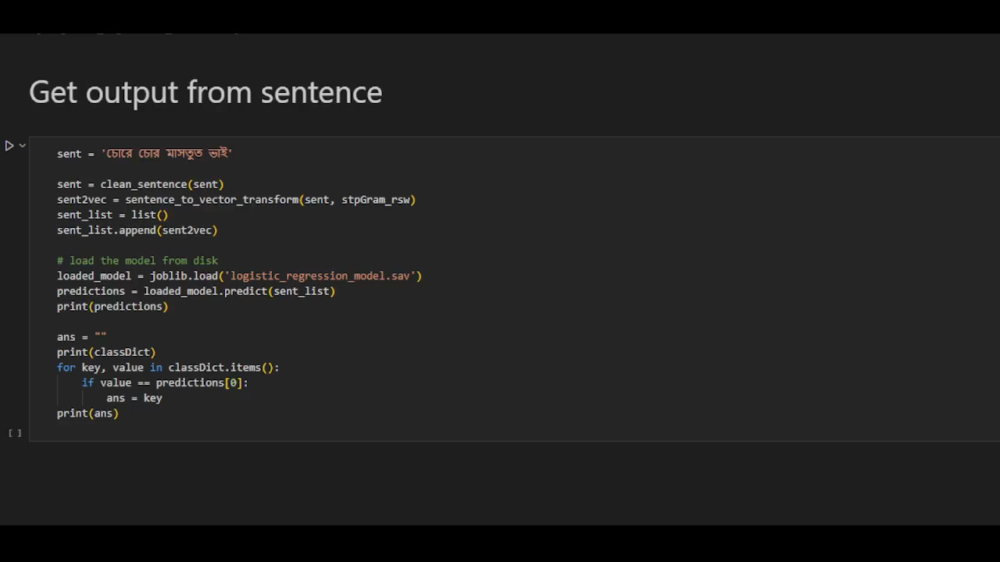 Get output from sentence
sent = 'চোরে চোর মাসতুত ভাই'
sent = clean_sentence(sent)
sent2vec = sentence_to_vector_transform(sent, stpGram_rsw)
sent_list = list()
sent_list.append(sent2vec)
# load the model from disk
loaded_model = joblib.load('logistic_regression_model.sav')
predictions = loaded_model.predict(sent_list)
print(predictions)
ans = ""
print(classDict)
for key, value in classDict.items():
if value == predictions[0]:
ans = key
print(ans)
[ ]